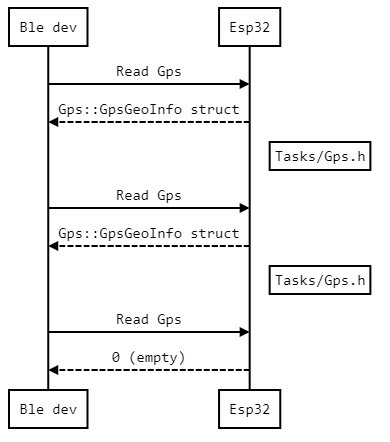 Ble dev
Esp32
Read Gps
Gps::GpsGeoInfo struct
Tasks/Gps.h
Read Gps
Gps::GpsGeoInfo struct
Tasks/Gps.h
Read Gps
0 (empty)
Ble dev
Esp32